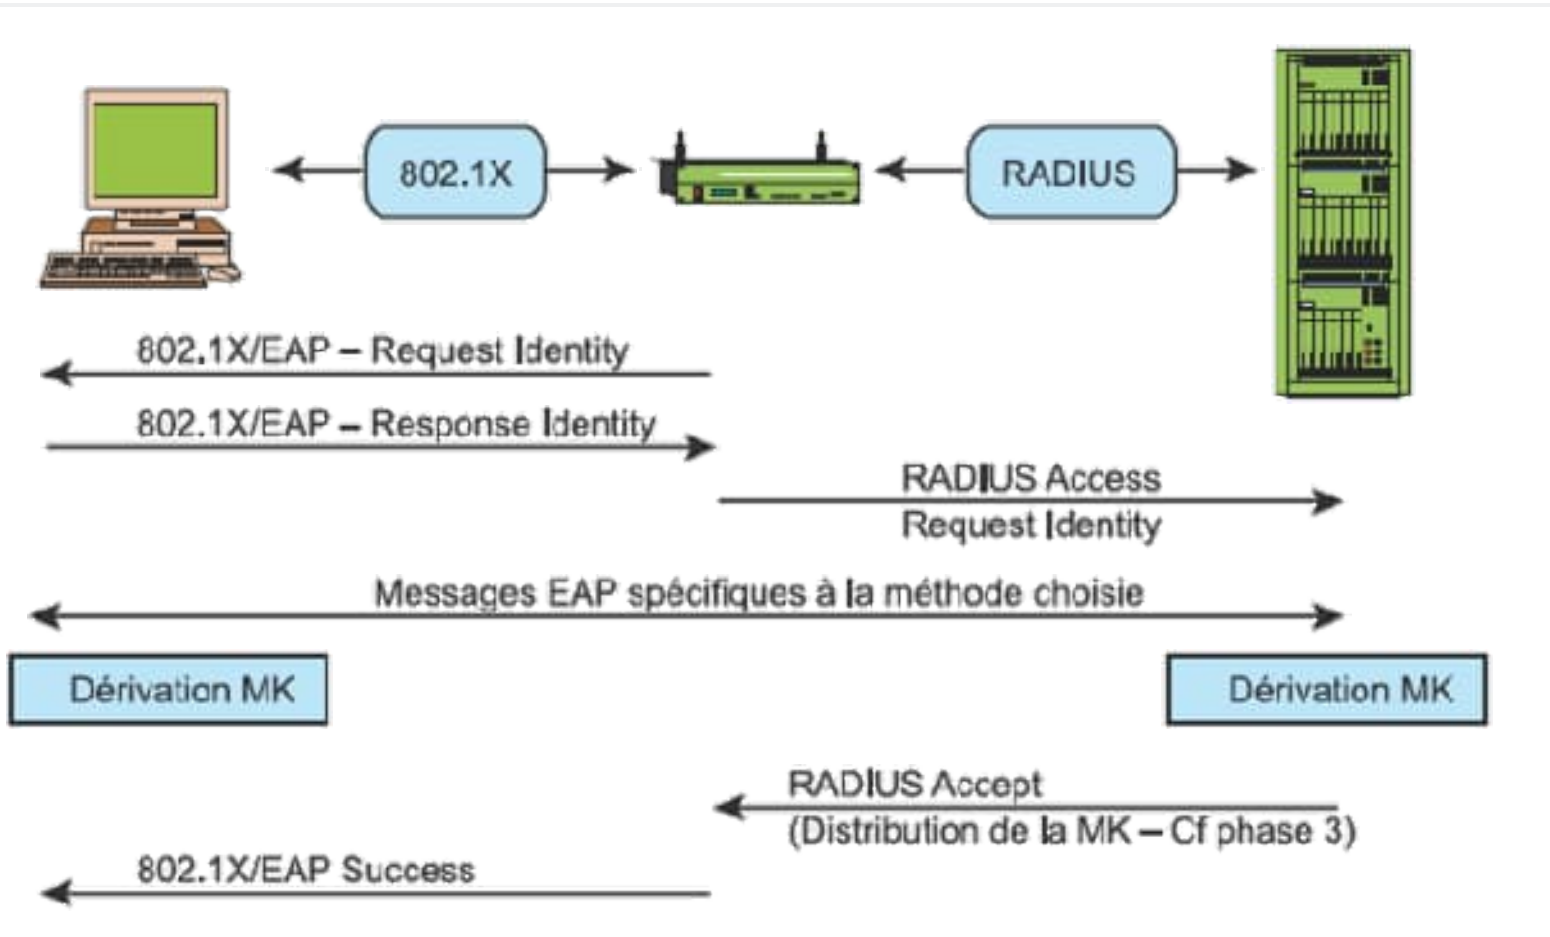 802.1X
RADIUS
802.1X/EAP – Request Identity
802.1X/EAP – Response Identity
RADIUS Access
Request Identity
Messages EAP spécifiques à la méthode choisie
Dérivation MK
Dérivation MK
RADIUS Accept
(Distribution de la MK – Cf phase 3)
802.1X/EAP Success